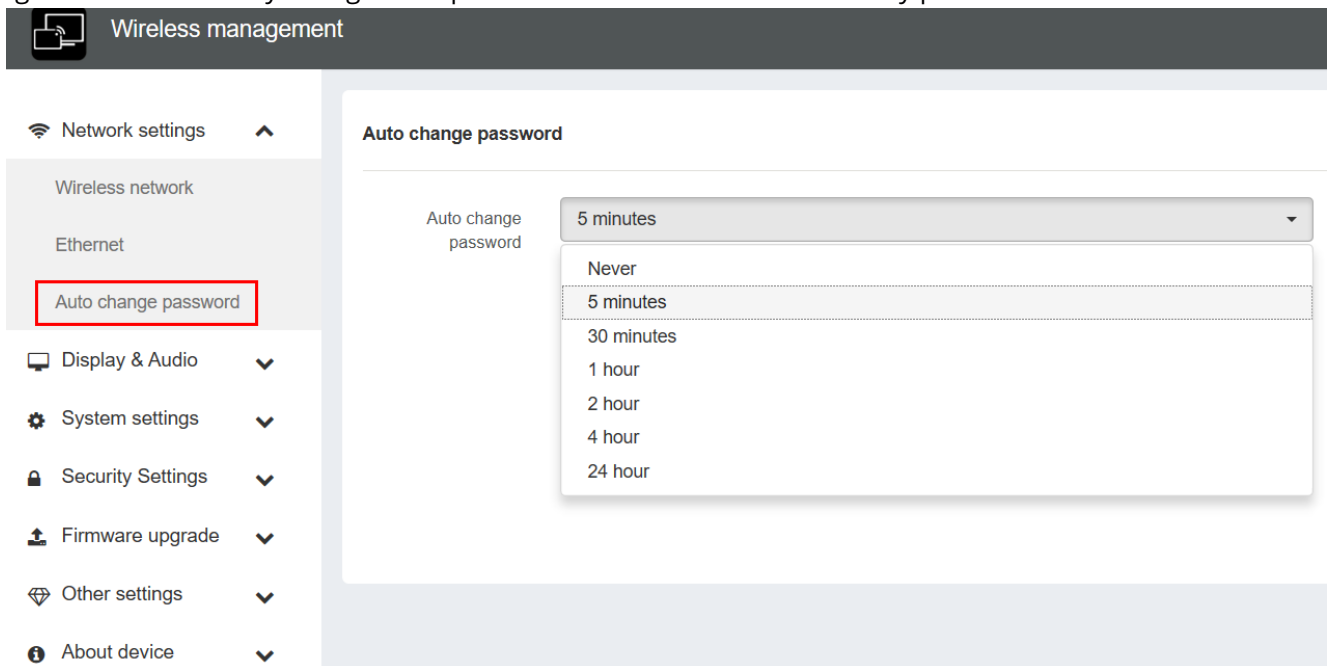 Wireless management
Network settings
Wireless network
Ethernet
Auto change password
Display & Audio
System settings
Security Settings
Firmware upgrade
Other settings
About device
Auto change password
Auto change
password
5 minutes
Never
5 minutes
30 minutes
1 hour
2 hour
4 hour
24 hour